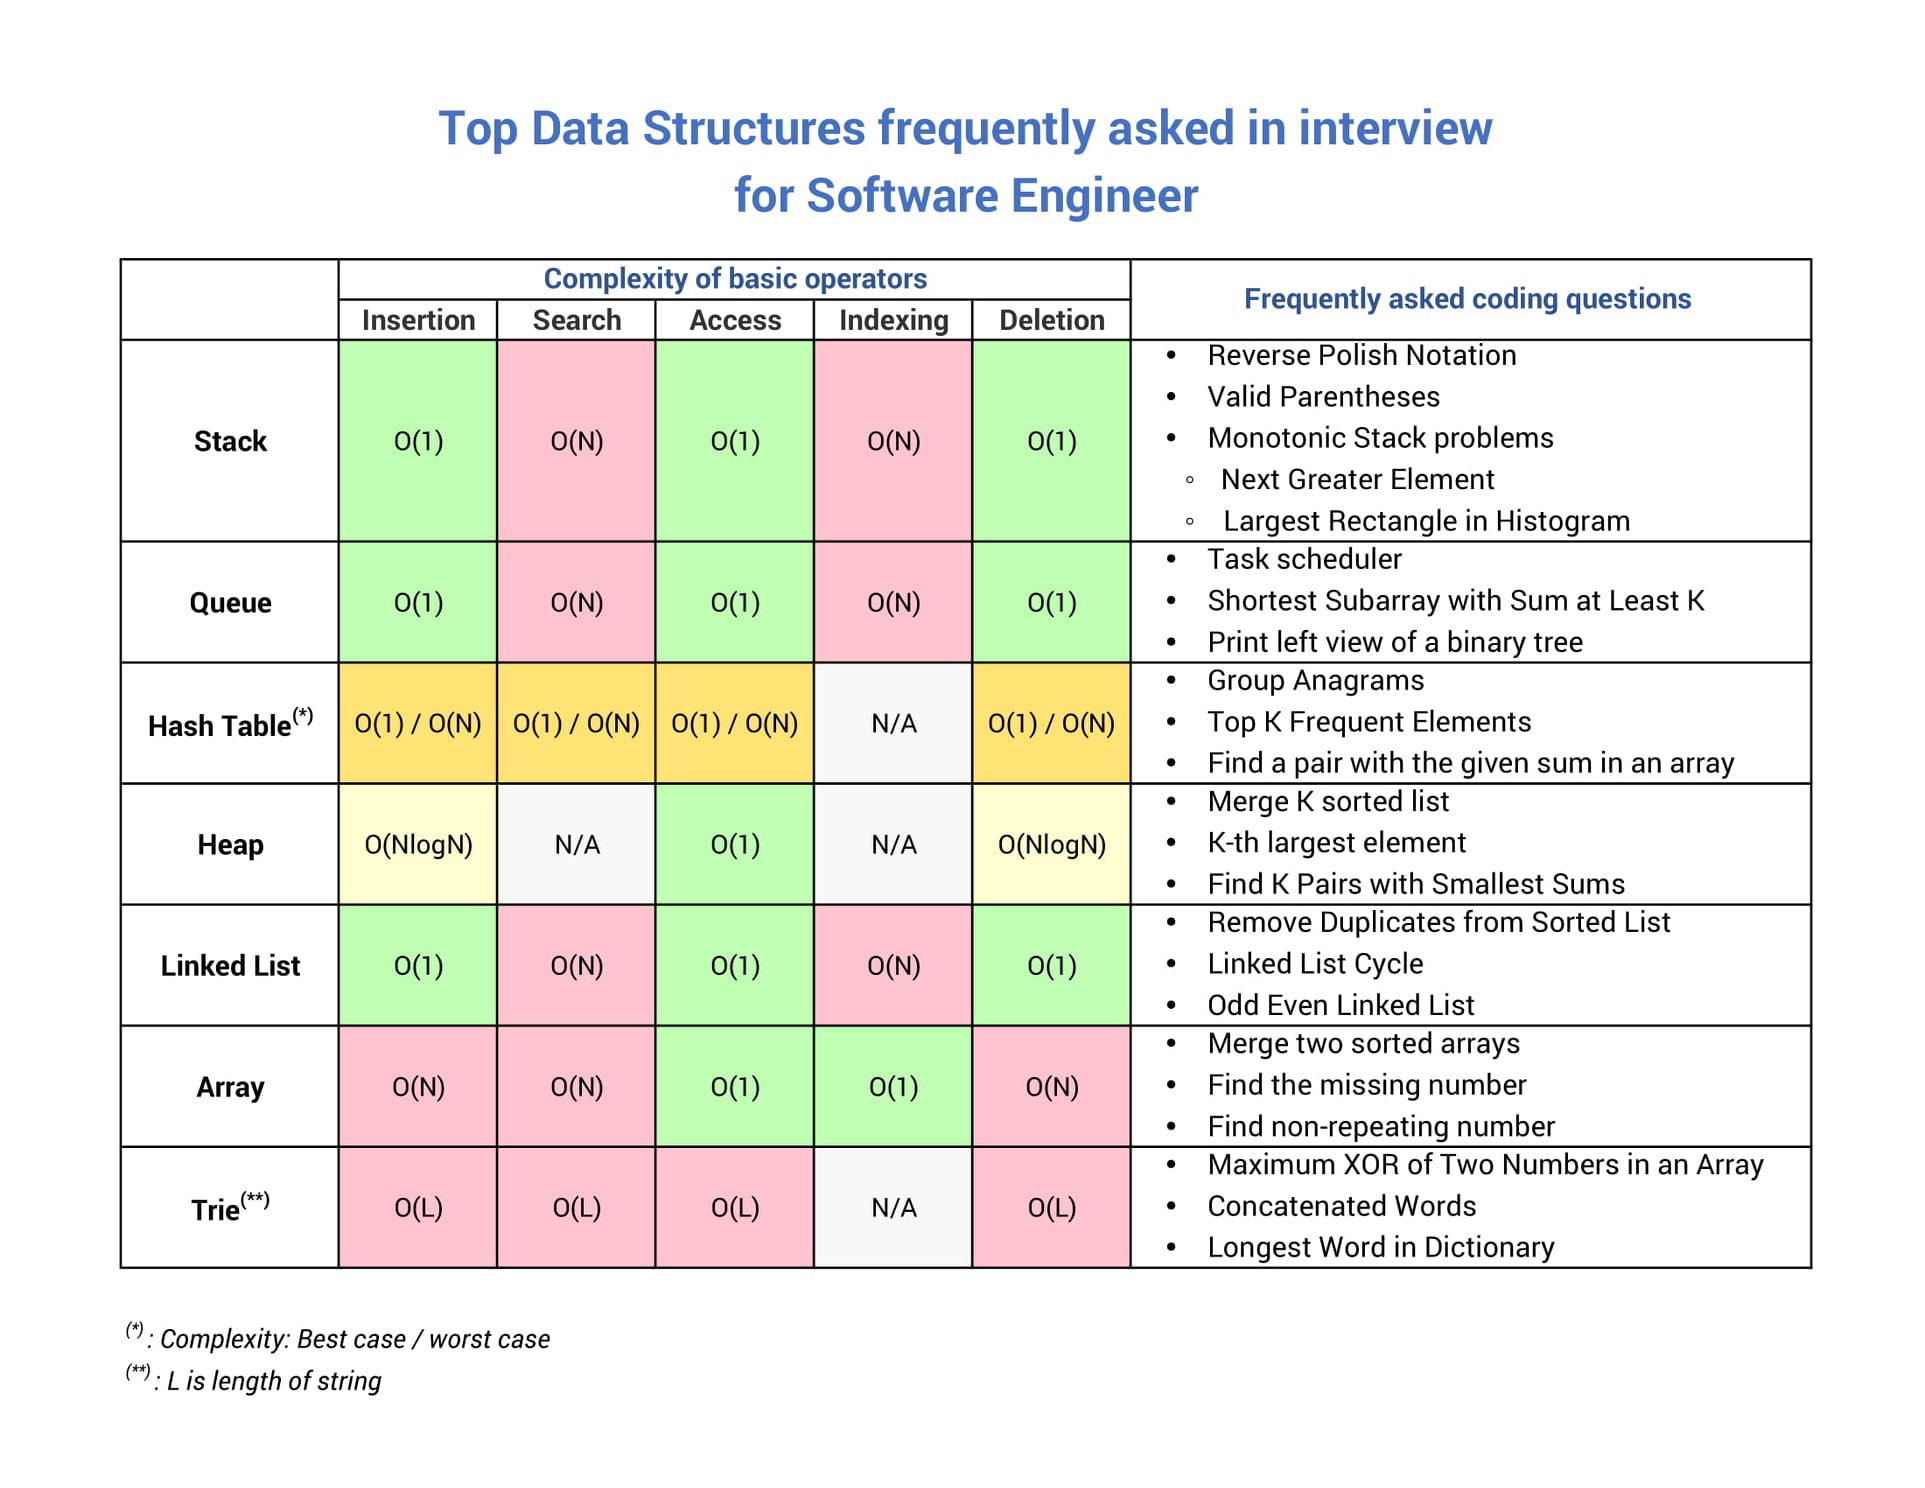 Top Data Structures frequently asked in interview
for Software Engineer
Complexity of basic operators
Frequently asked coding questions
Insertion Search Access Indexing Deletion
Stack O(1) O(N) O(1) O(N) O(1)
• Reverse Polish Notation
• Valid Parentheses
• Monotonic Stack problems
◦ Next Greater Element
◦ Largest Rectangle in Histogram
Queue O(1) O(N) O(1) O(N) O(1)
• Task scheduler
• Shortest Subarray with Sum at Least K
• Print left view of a binary tree
Hash Table(*) O(1) / O(N) O(1) / O(N) O(1) / O(N) N/A O(1) / O(N)
• Group Anagrams
• Top K Frequent Elements
• Find a pair with the given sum in an array
Heap O(NlogN) N/A O(1) N/A O(NlogN)
• Merge K sorted list
• K-th largest element
• Find K Pairs with Smallest Sums
Linked List O(1) O(N) O(1) O(N) O(1)
• Remove Duplicates from Sorted List
• Linked List Cycle
• Odd Even Linked List
Array O(N) O(N) O(1) O(1) O(N)
• Merge two sorted arrays
• Find the missing number
• Find non-repeating number
Trie(**) O(L) O(L) O(L) N/A O(L)
• Maximum XOR of Two Numbers in an Array
• Concatenated Words
• Longest Word in Dictionary
(*) : Complexity: Best case / worst case
(**) : L is length of string